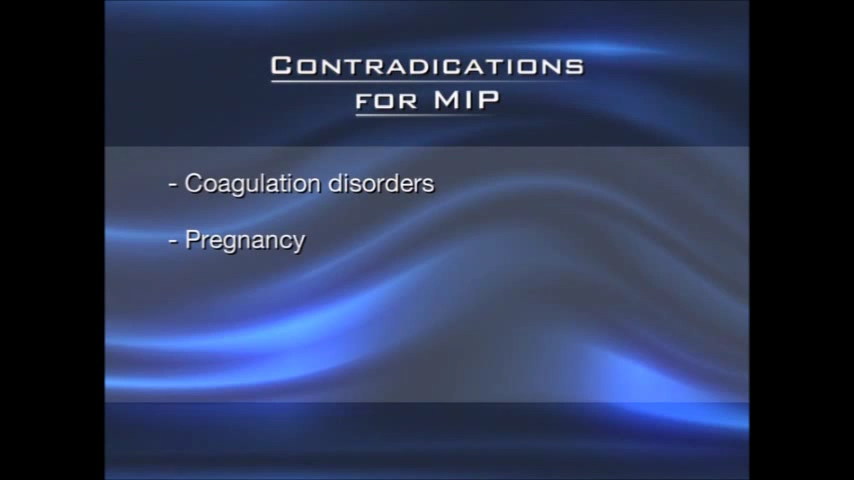 CONTRADICATIONS
FOR MIP
- Coagulation disorders
- Pregnancy